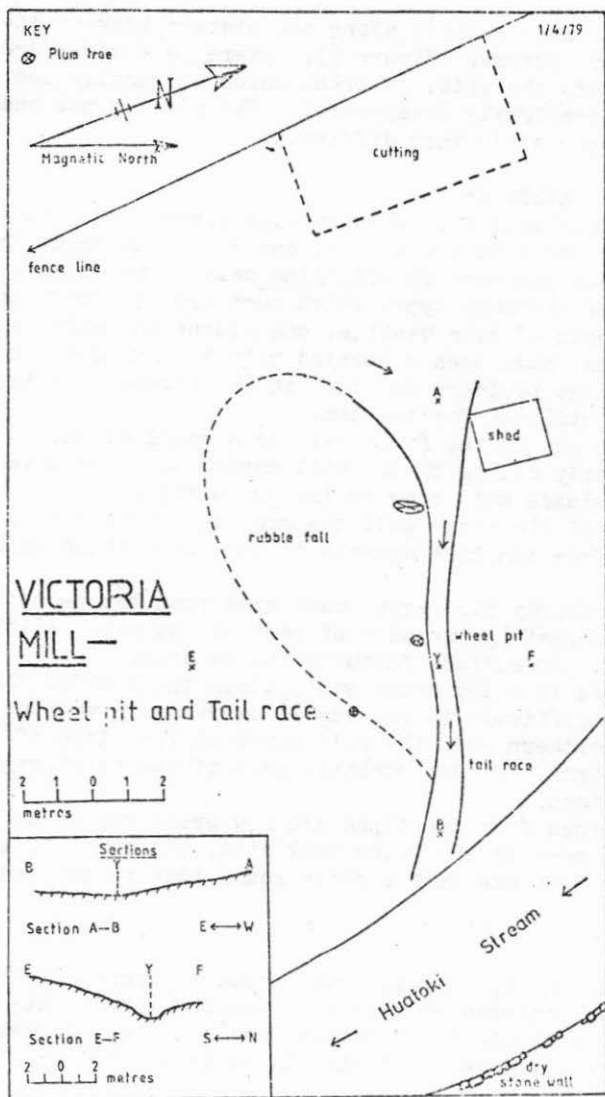 KEY
1/4/79
Plum tree
N
Magnetic North
cutting
fence line
A
shed
rubble fall
VICTORIA
MILL—
wheel pit
E
Y
F
Wheel pit and Tail race
tail race
2 1 0 1 2
metres
B
Sections
B Y A
Section A—B E ↔ W
E Y F
Section E—F S ↔ N
2 1 0 2
metres
Huatoki Stream
dry
stone wall